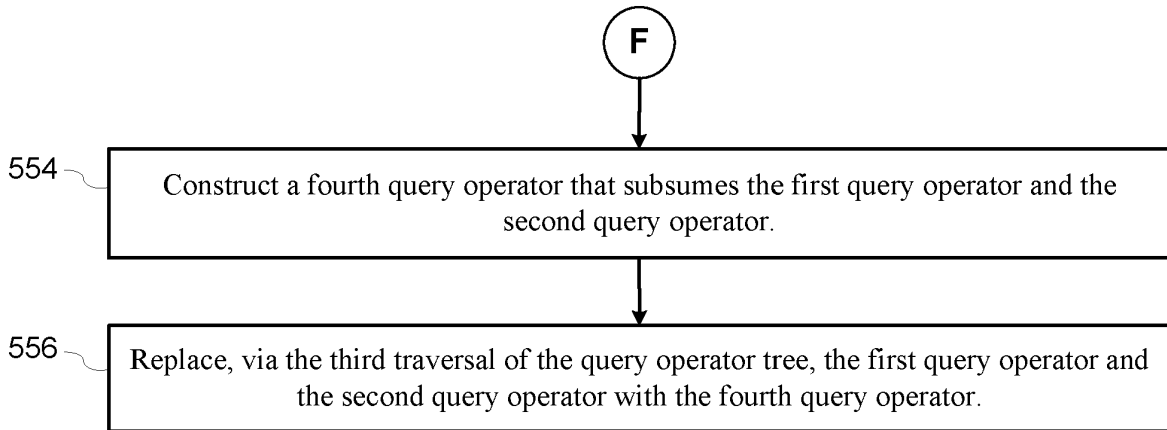 F
554
Construct a fourth query operator that subsumes the first query operator and the
second query operator.
556
Replace, via the third traversal of the query operator tree, the first query operator and
the second query operator with the fourth query operator.